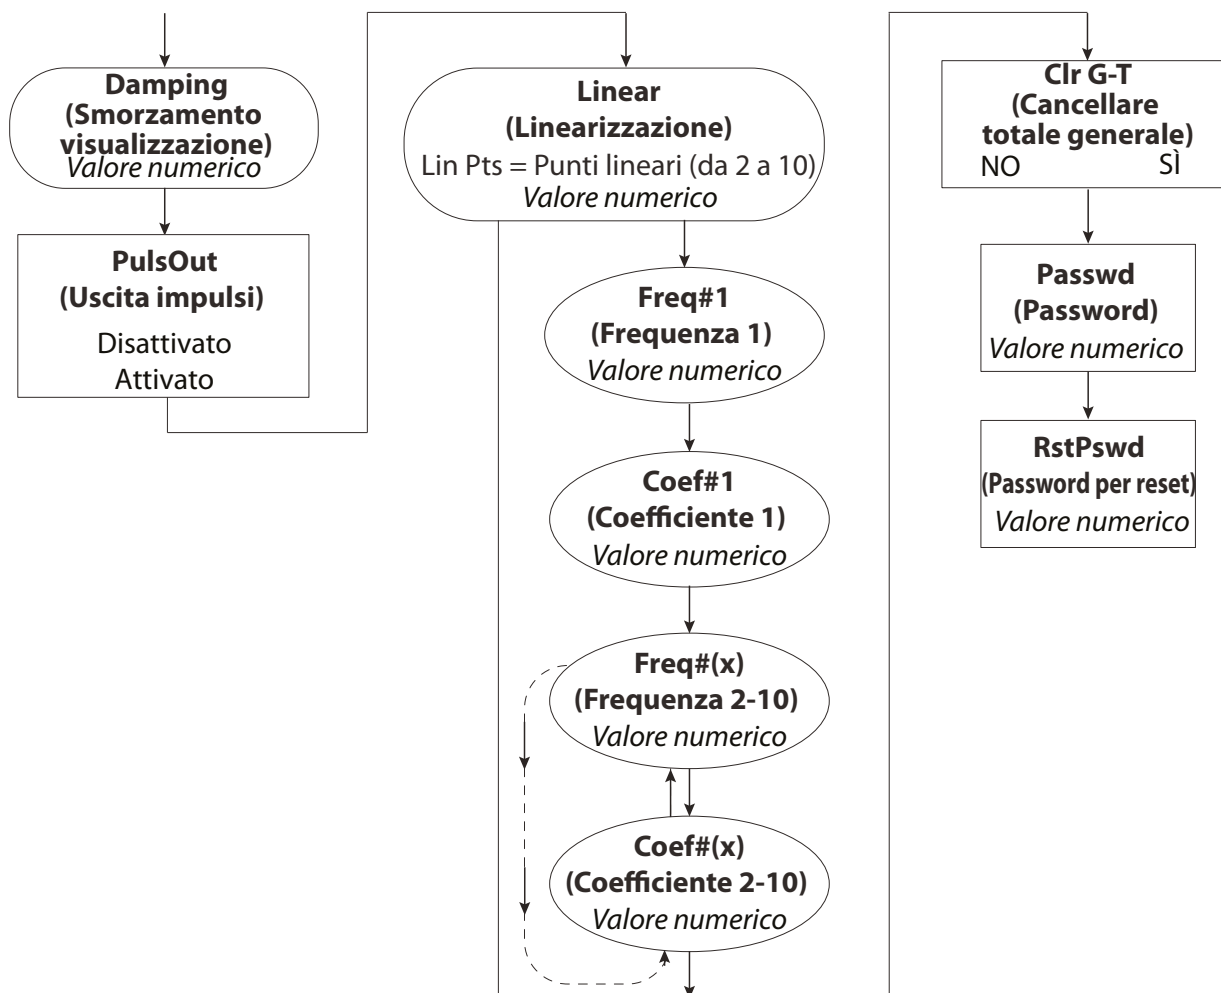 Damping
(Smorzamento
visualizzazione)
Valore numerico
PulsOut
(Uscita impulsi)
Disattivato
Attivato
Linear
(Linearizzazione)
Lin Pts = Punti lineari (da 2 a 10)
Valore numerico
Freq#1
(Frequenza 1)
Valore numerico
Coef#1
(Coefficiente 1)
Valore numerico
Freq#(x)
(Frequenza 2-10)
Valore numerico
Coef#(x)
(Coefficiente 2-10)
Valore numerico
Clr G-T
(Cancellare
totale generale)
NO SÌ
Passwd
(Password)
Valore numerico
RstPswd
(Password per reset)
Valore numerico